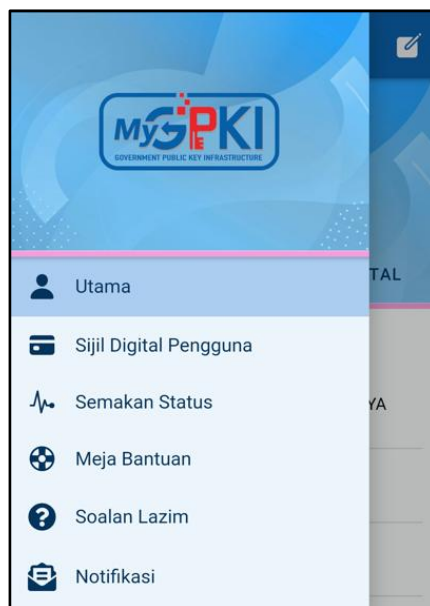 MyGPKI
GOVERNMENT PUBLIC KEY INFRASTRUCTURE
TAL
Utama
Sijil Digital Pengguna
Semakan Status
YA
Meja Bantuan
Soalan Lazim
Notifikasi